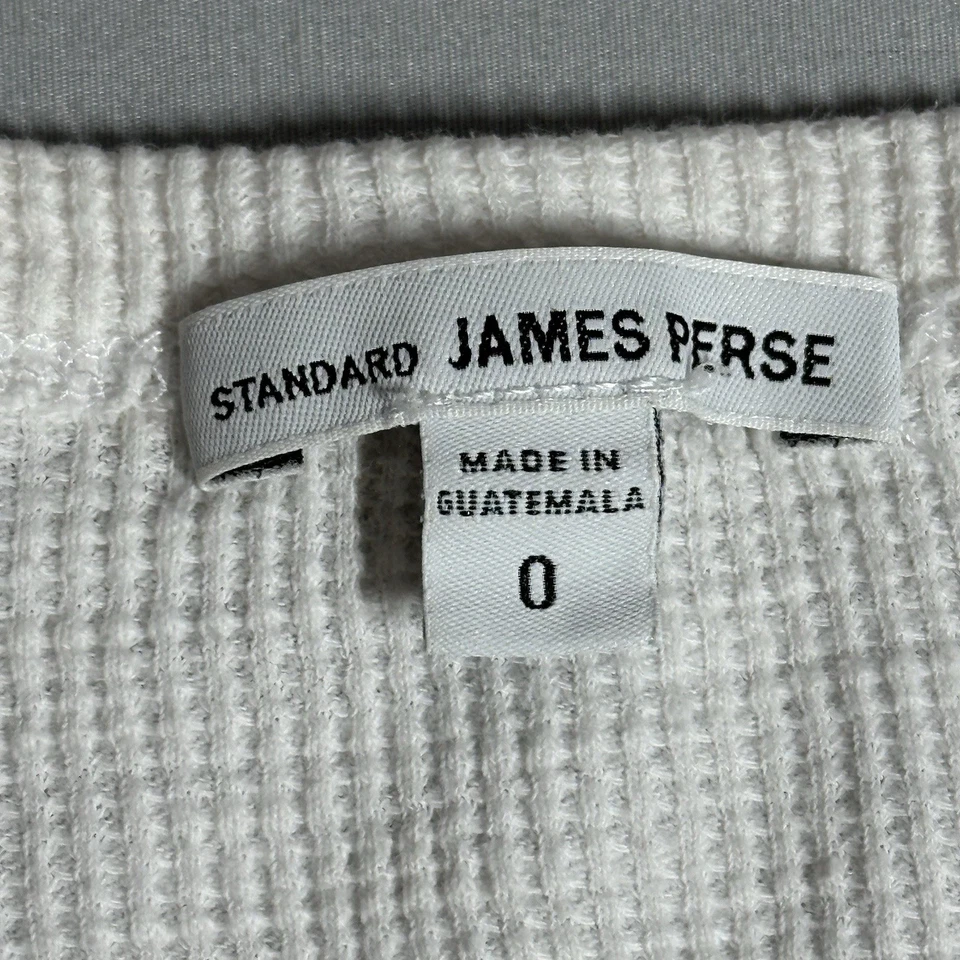 STANDARD JAMES PERSE
MADE IN
GUATEMALA
0